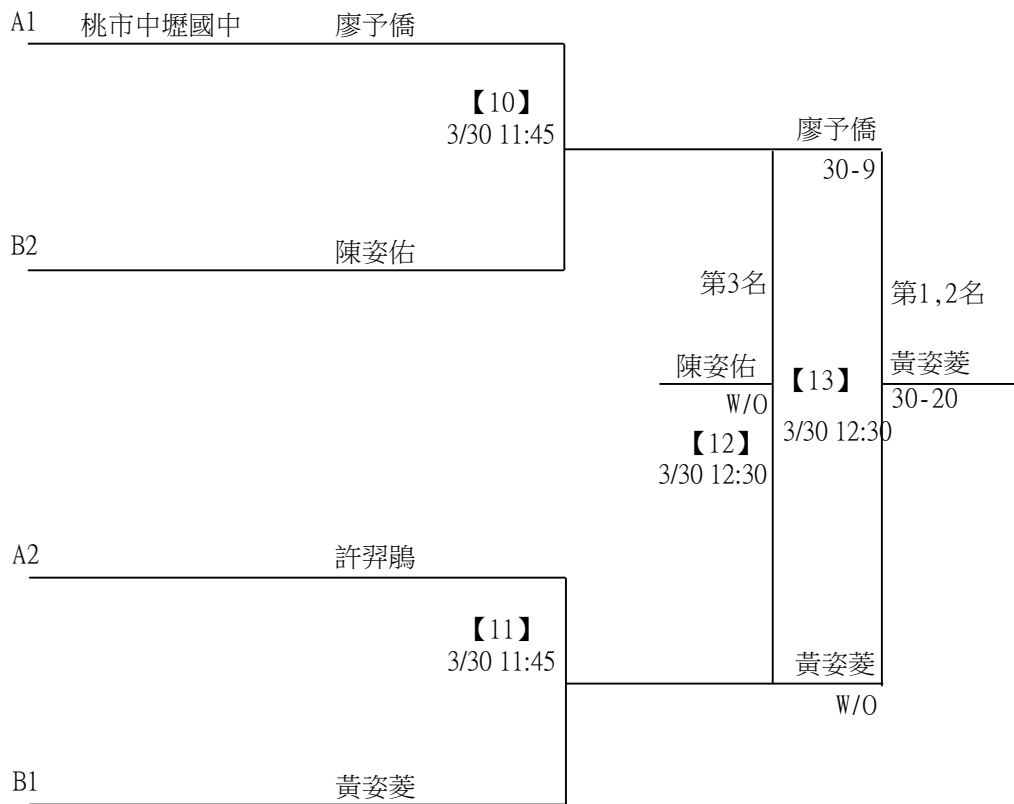 A1 桃市中壢國中 廖予僑
【10】
3/30 11:45
廖予僑
30-9
B2 陳姿佑
第3名
第1,2名
陳姿佑
W/O
【13】
3/30 12:30
黃姿菱
30-20
【12】
3/30 12:30
A2 許羿鵑
【11】
3/30 11:45
黃姿菱
W/O
B1 黃姿菱